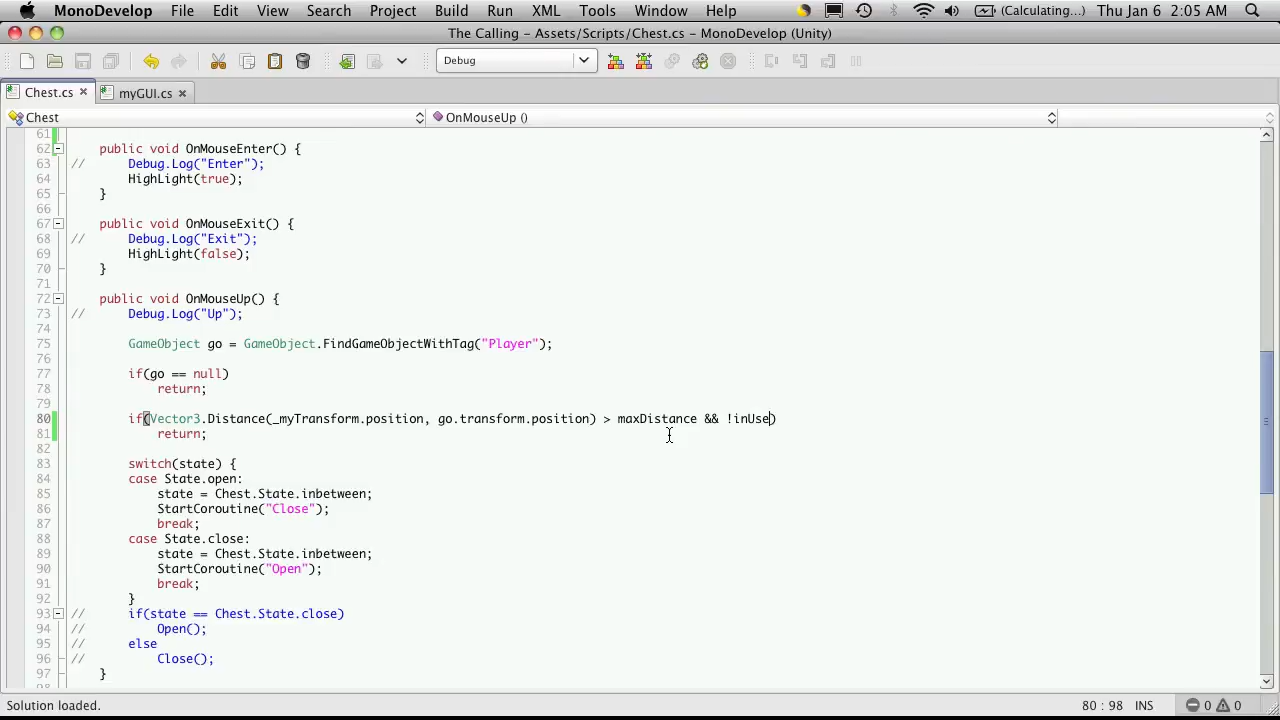 MonoDevelop File Edit View Search Project Build Run XML Tools Window Help (Calculating...) Thu Jan 6 2:05 AM
The Calling - Assets/Scripts/Chest.cs - MonoDevelop (Unity)
Debug
Chest.cs × myGUI.cs ×
Chest OnMouseUp ()
61
62 public void OnMouseEnter() {
63 // Debug.Log("Enter");
64 HighLight(true);
65 }
66
67 public void OnMouseExit() {
68 // Debug.Log("Exit");
69 HighLight(false);
70 }
71
72 public void OnMouseUp() {
73 // Debug.Log("Up");
74
75 GameObject go = GameObject.FindGameObjectWithTag("Player");
76
77 if(go == null)
78 return;
79
80 if(Vector3.Distance(_myTransform.position, go.transform.position) > maxDistance && !inUse)
81 return;
82
83 switch(state) {
84 case State.open:
85 state = Chest.State.inbetween;
86 StartCoroutine("Close");
87 break;
88 case State.close:
89 state = Chest.State.inbetween;
90 StartCoroutine("Open");
91 break;
92 }
93 // if(state == Chest.State.close)
94 // Open();
95 // else
96 // Close();
97 }
98
Solution loaded. 80 : 98 INS 0 0